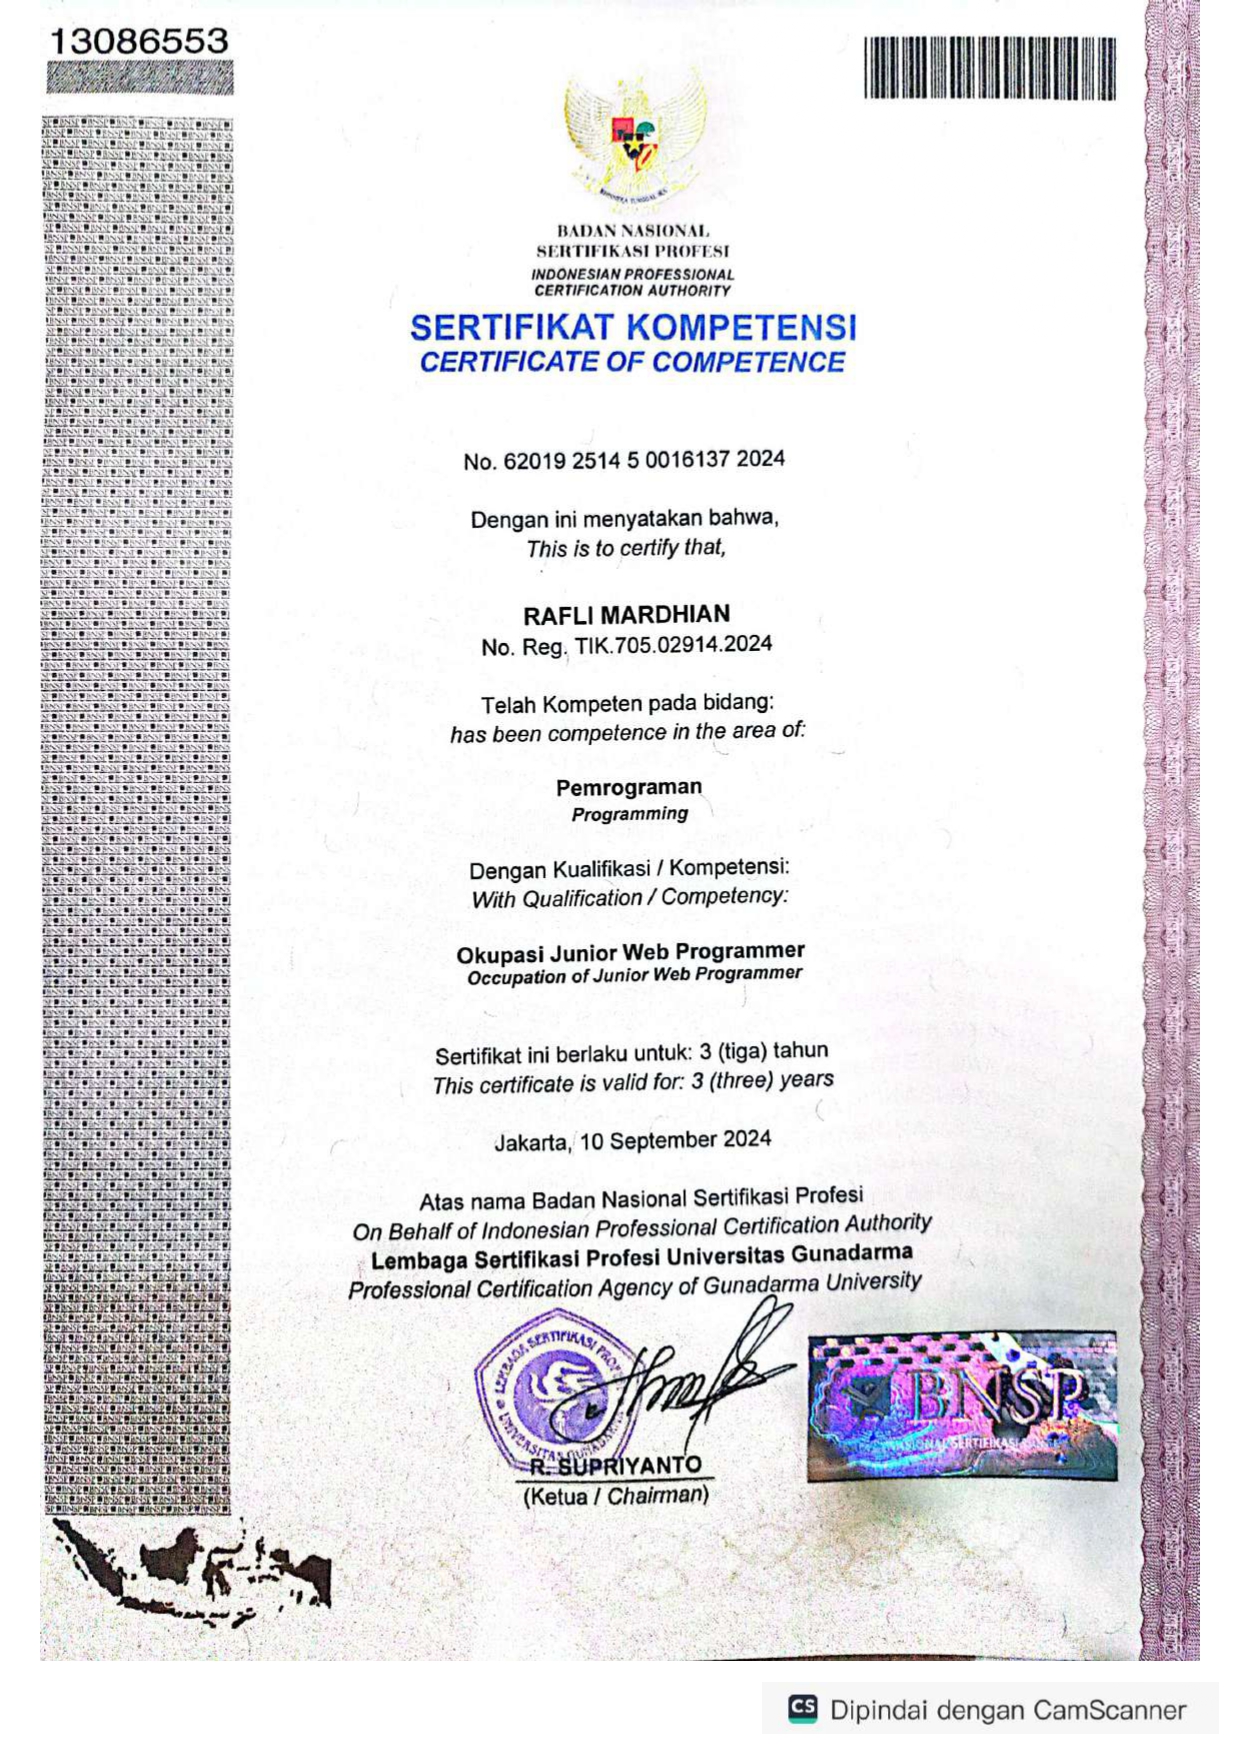 13086553
BADAN NASIONAL
SERTIFIKASI PROFESI
INDONESIAN PROFESSIONAL
CERTIFICATION AUTHORITY
SERTIFIKAT KOMPETENSI
CERTIFICATE OF COMPETENCE
No. 62019 2514 5 0016137 2024
Dengan ini menyatakan bahwa,
This is to certify that,
RAFLI MARDHIAN
No. Reg. TIK.705.02914.2024
Telah Kompeten pada bidang:
has been competence in the area of:
Pemrograman
Programming
Dengan Kualifikasi / Kompetensi:
With Qualification / Competency:
Okupasi Junior Web Programmer
Occupation of Junior Web Programmer
Sertifikat ini berlaku untuk: 3 (tiga) tahun
This certificate is valid for: 3 (three) years
Jakarta, 10 September 2024
Atas nama Badan Nasional Sertifikasi Profesi
On Behalf of Indonesian Professional Certification Authority
Lembaga Sertifikasi Profesi Universitas Gunadarma
Professional Certification Agency of Gunadarma University
LEMBAGA SERTIFIKASI
UNIVERSITAS
BNSP
R. SUPRIYANTO
(Ketua / Chairman)
CS Dipindai dengan CamScanner